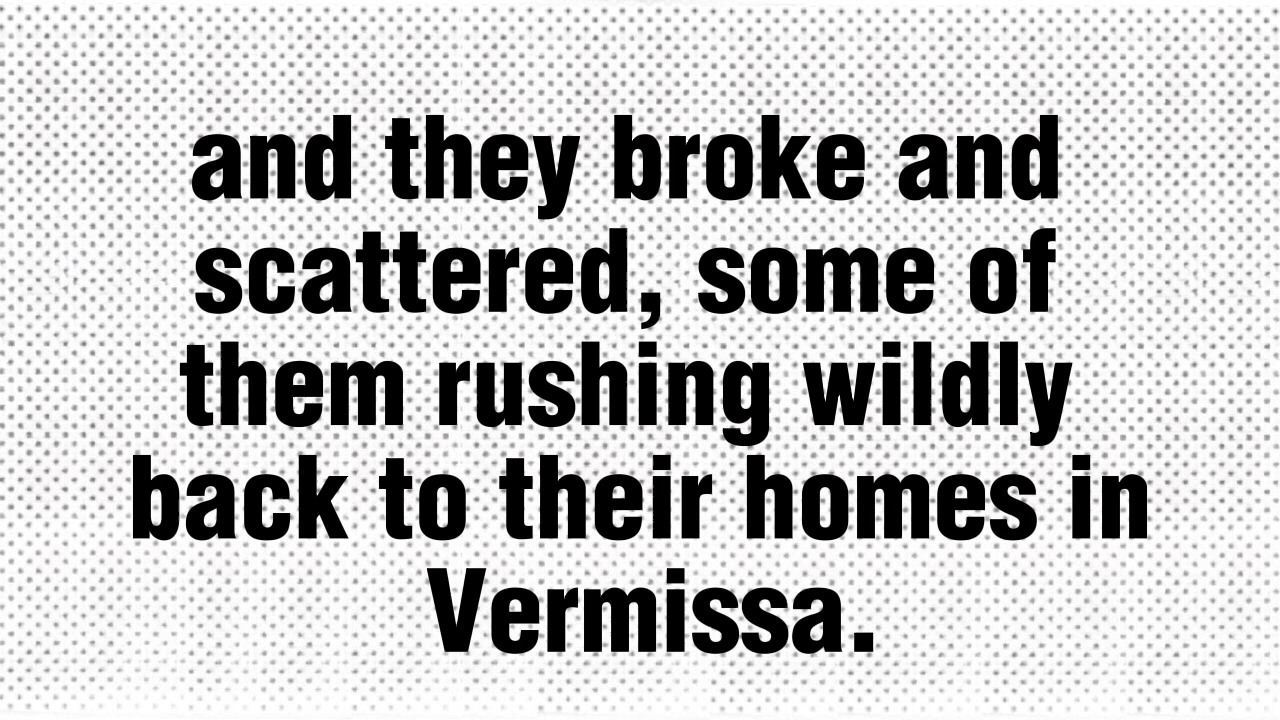 and they broke and
scattered, some of
them rushing wildly
back to their homes in
Vermissa.